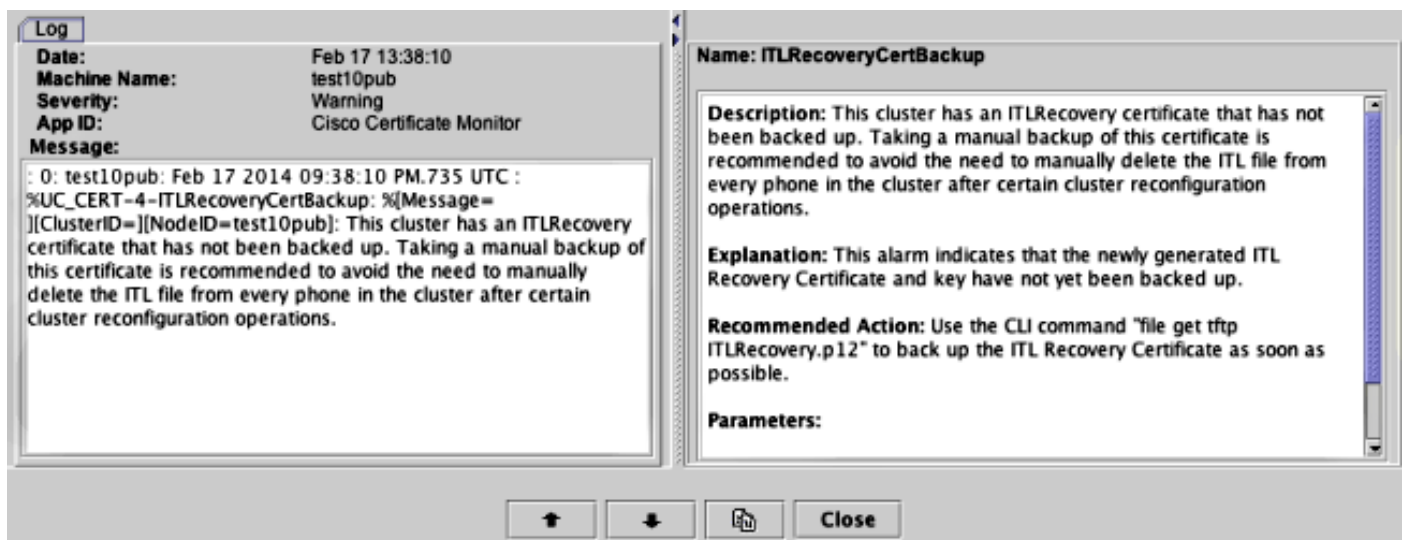 Log
Date: Feb 17 13:38:10
Machine Name: test10pub
Severity: Warning
App ID: Cisco Certificate Monitor
Message:
: 0: test10pub: Feb 17 2014 09:38:10 PM.735 UTC :
%UC_CERT-4-ITLRecoveryCertBackup: %[Message=
][ClusterID=][NodeID=test10pub]: This cluster has an ITLRecovery
certificate that has not been backed up. Taking a manual backup of
this certificate is recommended to avoid the need to manually
delete the ITL file from every phone in the cluster after certain
cluster reconfiguration operations.
Name: ITLRecoveryCertBackup
Description: This cluster has an ITLRecovery certificate that has not
been backed up. Taking a manual backup of this certificate is
recommended to avoid the need to manually delete the ITL file from
every phone in the cluster after certain cluster reconfiguration
operations.
Explanation: This alarm indicates that the newly generated ITL
Recovery Certificate and key have not yet been backed up.
Recommended Action: Use the CLI command "file get tftp
ITLRecovery.p12" to back up the ITL Recovery Certificate as soon as
possible.
Parameters:
Close